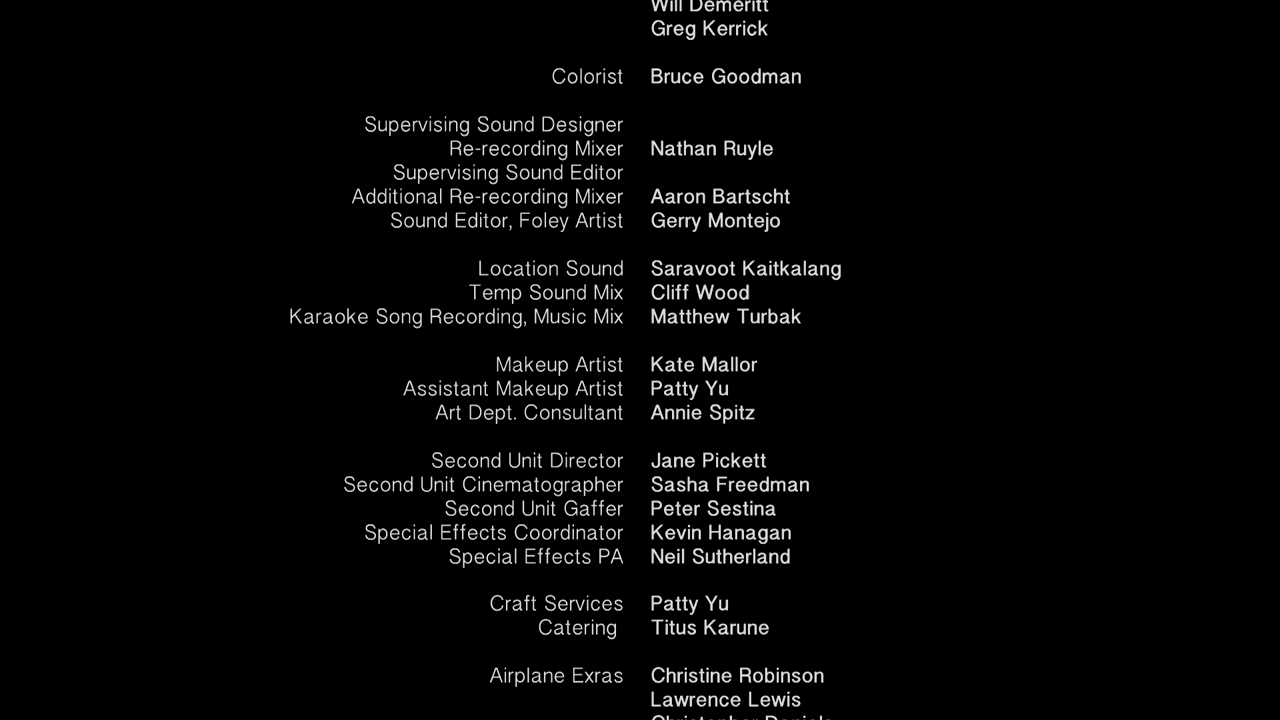 Will Demeritt
Greg Kerrick
Colorist Bruce Goodman
Supervising Sound Designer
Re-recording Mixer Nathan Ruyle
Supervising Sound Editor
Additional Re-recording Mixer Aaron Bartscht
Sound Editor, Foley Artist Gerry Montejo
Location Sound Saravoot Kaitkalang
Temp Sound Mix Cliff Wood
Karaoke Song Recording, Music Mix Matthew Turbak
Makeup Artist Kate Mallor
Assistant Makeup Artist Patty Yu
Art Dept. Consultant Annie Spitz
Second Unit Director Jane Pickett
Second Unit Cinematographer Sasha Freedman
Second Unit Gaffer Peter Sestina
Special Effects Coordinator Kevin Hanagan
Special Effects PA Neil Sutherland
Craft Services Patty Yu
Catering Titus Karune
Airplane Exras Christine Robinson
Lawrence Lewis